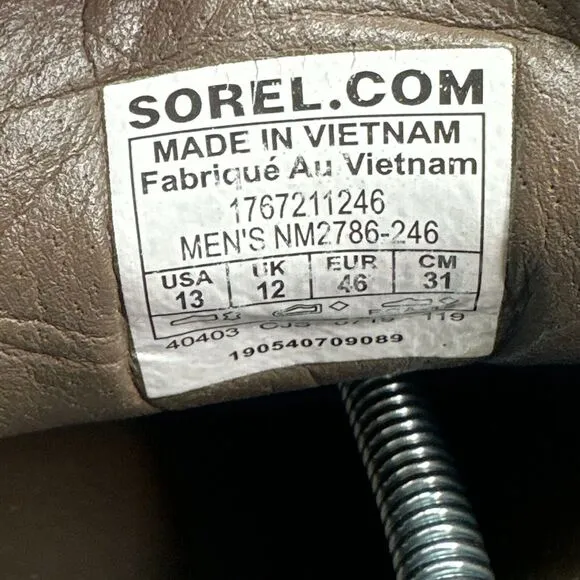 SOREL.COM
MADE IN VIETNAM
Fabriqué Au Vietnam
1767211246
MEN'S NM2786-246
USA UK EUR CM
13 12 46 31
40403 119
190540709089